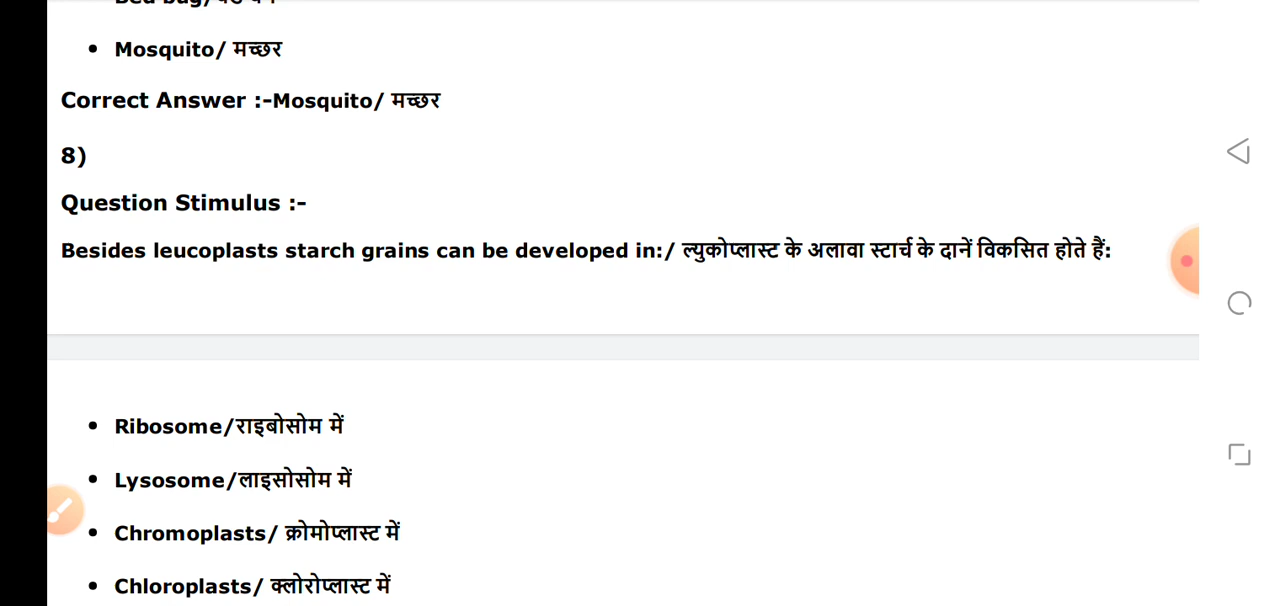 Mosquito/ मच्छर
Correct Answer :-Mosquito/ मच्छर
8)
Question Stimulus :-
Besides leucoplasts starch grains can be developed in:/ ल्युकोप्लास्ट के अलावा स्टार्च के दानें विकसित होते हैं:
Ribosome/राइबोसोम में
Lysosome/लाइसोसोम में
Chromoplasts/ क्रोमोप्लास्ट में
Chloroplasts/ क्लोरोप्लास्ट में